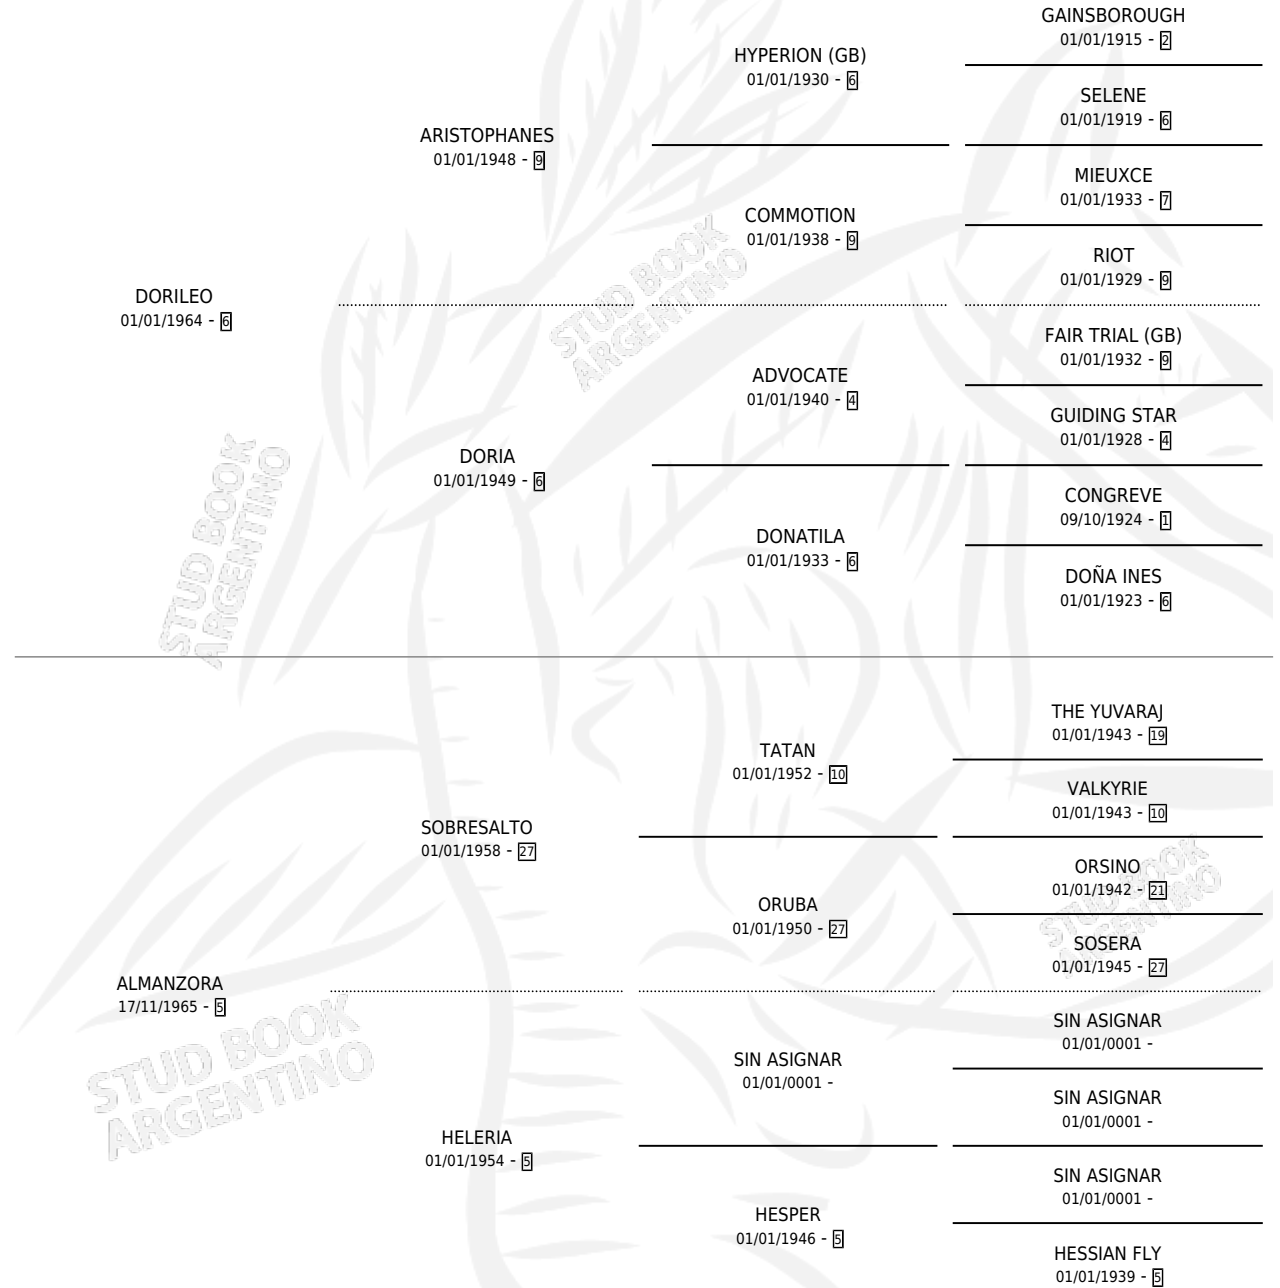 GAINSBOROUGH
01/01/1915 - 2
HYPERION (GB)
01/01/1930 - 6
SELENE
01/01/1919 - 6
ARISTOPHANES
01/01/1948 - 9
MIEUXCE
01/01/1933 - 7
COMMOTION
01/01/1938 - 9
RIOT
01/01/1929 - 9
DORILEO
01/01/1964 - 6
STUD BOOK
ARGENTINO
FAIR TRIAL (GB)
01/01/1932 - 9
ADVOCATE
01/01/1940 - 4
GUIDING STAR
01/01/1928 - 4
DORIA
01/01/1949 - 6
CONGREVE
09/10/1924 - 1
DONATILA
01/01/1933 - 6
DOÑA INES
01/01/1923 - 6
STUD BOOK
ARGENTINO
THE YUVARAJ
01/01/1943 - 19
TATAN
01/01/1952 - 10
VALKYRIE
01/01/1943 - 10
SOBRESALTO
01/01/1958 - 27
ORSINO
01/01/1942 - 21
ORUBA
01/01/1950 - 27
STUD BOOK
ARGENTINO
SOSERA
01/01/1945 - 27
ALMANZORA
17/11/1965 - 5
SIN ASIGNAR
01/01/0001 -
SIN ASIGNAR
01/01/0001 -
SIN ASIGNAR
01/01/0001 -
STUD BOOK
ARGENTINO
HELERIA
01/01/1954 - 5
SIN ASIGNAR
01/01/0001 -
HESPER
01/01/1946 - 5
HESSIAN FLY
01/01/1939 - 5